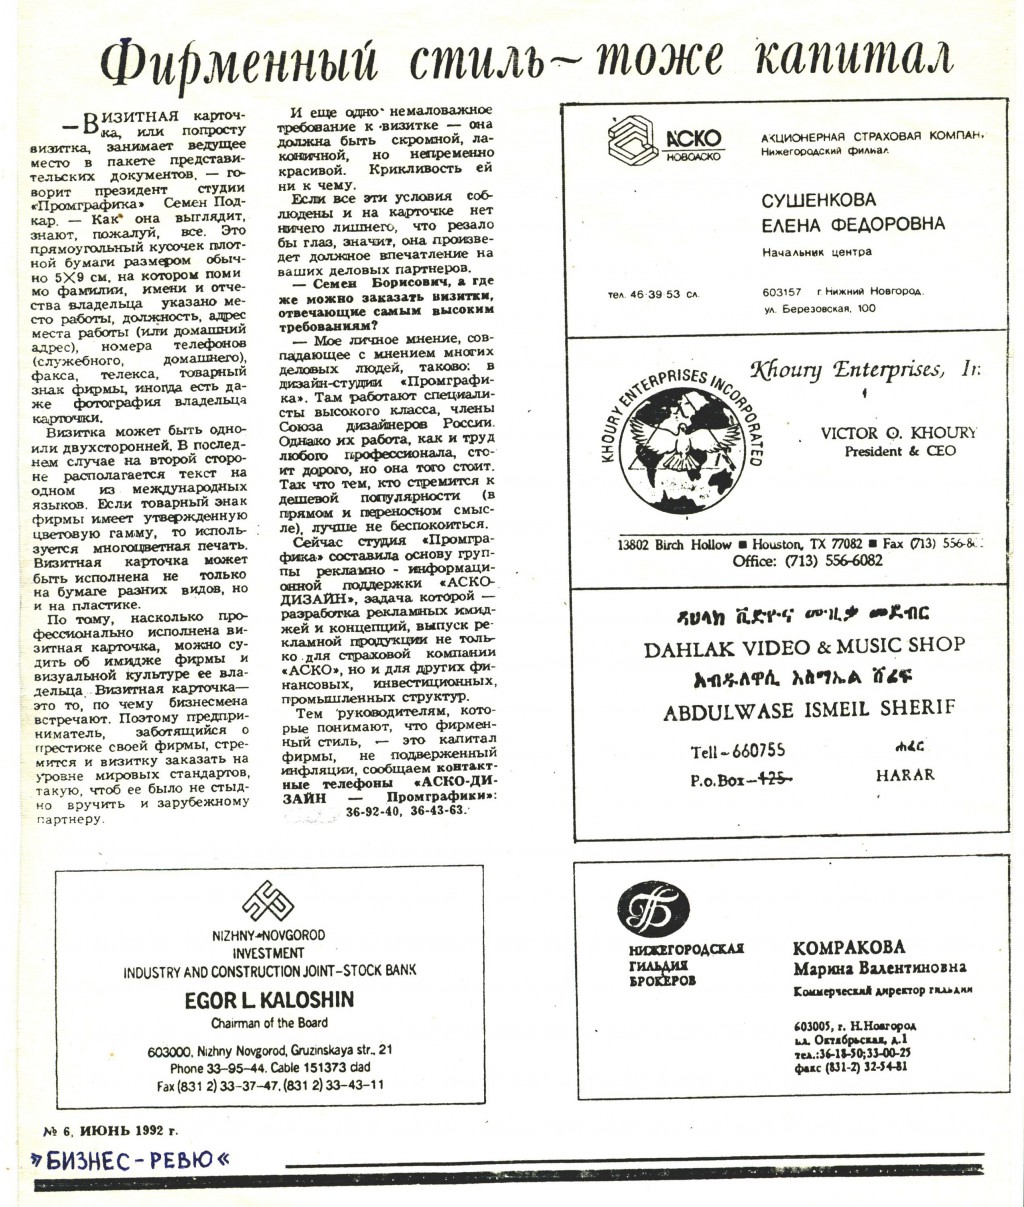 Фирменный стиль ~ тоже капитал
— ВИЗИТНАЯ карточ-
ка, или попросту
визитка, занимает ведущее
место в пакете представи-
тельских документов, — го-
ворит президент студии
«Промграфика» Семен Под-
кар. — Как она выглядит,
знают, пожалуй, все. Это
прямоугольный кусочек плот-
ной бумаги размером обыч-
но 5X9 см, на котором поми
мо фамилии, имени и отче-
ства владельца указано ме-
сто работы, должность, адрес
места работы (или домашний
адрес), номера телефонов
(служебного, домашнего),
факса, телекса, товарный
знак фирмы, иногда есть да-
же фотография владельца
карточки.
Визитка может быть одно-
или двухсторонней. В послед-
нем случае на второй сторо-
не располагается текст на
одном из международных
языков. Если товарный знак
фирмы имеет утвержденную
цветовую гамму, то исполь-
зуется многоцветная печать.
Визитная карточка может
быть исполнена не только
на бумаге разних видов, но
и на пластике.
По тому, насколько про-
фессионально исполнена ви-
зитная карточка, можно су-
дить об имидже фирмы и
визуальной культуре ее вла-
дельца. Визитная карточка—
это то, по чему бизнесмена
встречают. Поэтому предпри-
ниматель, заботящийся о
престиже своей фирмы, стре-
мится и визитку заказать на
уровне мировых стандартов,
такую, чтоб ее было не стыд-
но вручить и зарубежному
партнеру.
И еще одно немаловажное
требование к визитке — она
должна быть скромной, ла-
коничной, но непременно
красивой. Крикливость ей
ни к чему.
Если все эти условия соб-
людены и на карточке нет
ничего лишнего, что резало
бы глаз, значит, она произве-
дет должное впечатление на
ваших деловых партнеров.
— Семен Борисович, а где
же можно заказать визитки,
отвечающие самым высоким
требованиям?
— Мое личное мнение, сов-
падающее с мнением многих
деловых людей, таково: в
дизайн-студии «Промграфи-
ка». Там работают специали-
сты высокого класса, члены
Союза дизайнеров России.
Однако их работа, как и труд
любого профессионала, сто-
ит дорого, но она того стоит.
Так что тем, кто стремится к
дешевой популярности (в
прямом и переносном смыс-
ле), лучше не беспокоиться.
Сейчас студия «Промгра-
фика» составила основу груп-
пы рекламно - информаци-
онной поддержки «АСКО-
ДИЗАЙН», задача которой —
разработка рекламных имид-
жей и концепций, выпуск ре-
кламной продукции не толь-
ко для страховой компании
«АСКО», но и для других фи-
нансовых, инвестиционных,
промышленных структур.
Тем руководителям, кото-
рые понимают, что фирмен-
ный стиль, — это капитал
фирмы, не подверженный
инфляции, сообщаем контакт-
ные телефоны «АСКО-ДИ-
ЗАЙН — Промграфики»:
36-92-40, 36-43-63.
АСКО
НОВОАСКО
АКЦИОНЕРНАЯ СТРАХОВАЯ КОМПАН
Нижегородский филиал
СУШЕНКОВА
ЕЛЕНА ФЕДОРОВНА
Начальник центра
тел. 46-39-53 сл.
603157 г.Нижний Новгород.
ул. Березовская, 100
KHOURY ENTERPRISES INCORPORATED
Khoury Enterprises, In
VICTOR O. KHOURY
President & CEO
13802 Birch Hollow ■ Houston, TX 77082 ■ Fax (713) 556-8
Office: (713) 556-6082
ዳህላክ ቪድዮና ሙዚቃ መደብር
DAHLAK VIDEO & MUSIC SHOP
አብዱልዋሲ እስማኤል ሸሪፍ
ABDULWASE ISMEIL SHERIF
Tell - 660755
ሐረር
P.o.Box - 425-
HARAR
NIZHNY-NOVGOROD
INVESTMENT
INDUSTRY AND CONSTRUCTION JOINT-STOCK BANK
EGOR L. KALOSHIN
Chairman of the Board
603000, Nizhny Novgorod, Gruzinskaya str., 21
Phone 33-95-44. Cable 151373 dad
Fax (831 2) 33-37-47, (831 2) 33-43-11
НИЖЕГОРОДСКАЯ
ГИЛЬДИЯ
БРОКЕРОВ
КОМРАКОВА
Марина Валентиновна
Коммерческий директор гильдии
603005, г. Н.Новгород
ул. Октябрьская, д.1
тел.:36-18-50;33-00-25
факс (831-2) 32-54-81
№ 6, ИЮНЬ 1992 г.
"БИЗНЕС-РЕВЮ"